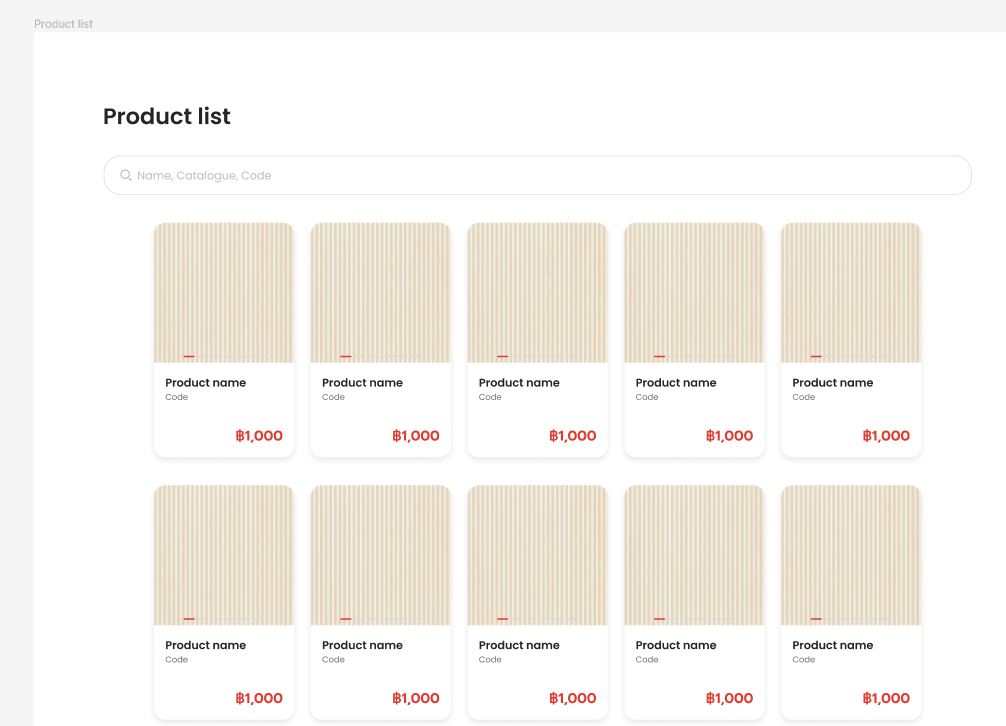 Product list
Product list
Name, Catalogue, Code
Product name Product name Product name Product name Product name
Code Code Code Code Code
฿1,000 ฿1,000 ฿1,000 ฿1,000 ฿1,000
Product name Product name Product name Product name Product name
Code Code Code Code Code
฿1,000 ฿1,000 ฿1,000 ฿1,000 ฿1,000